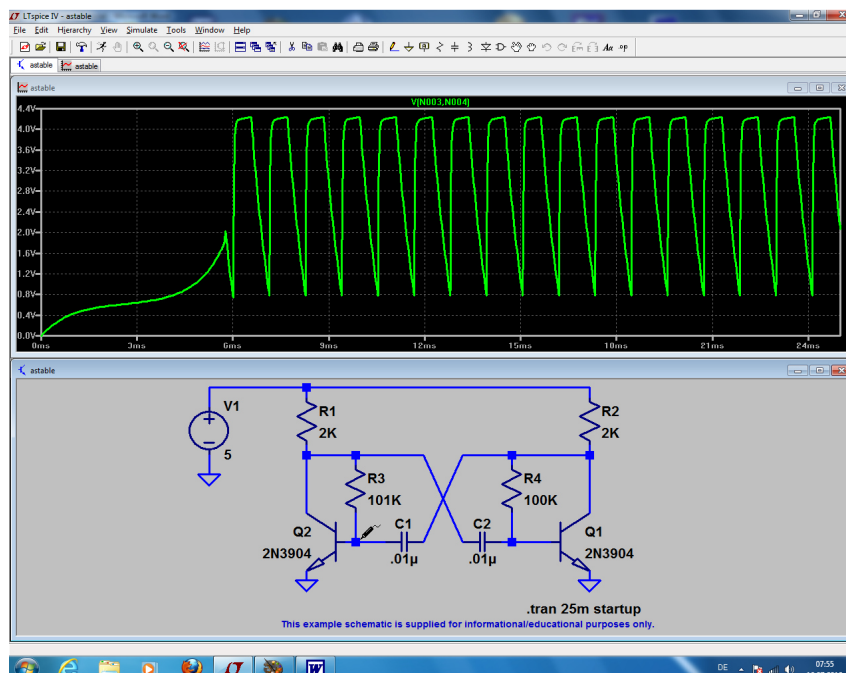 LTspice IV - astable
File Edit Hierarchy View Simulate Tools Window Help
astable astable
astable
V(N003,N004)
4.4V
4.0V
3.6V
3.2V
2.8V
2.4V
2.0V
1.6V
1.2V
0.8V
0.4V
0.0V
0ms 3ms 6ms 9ms 12ms 15ms 18ms 21ms 24ms
astable
V1
5
R1
2K
R2
2K
R3
101K
R4
100K
C1
.01µ
C2
.01µ
Q2
2N3904
Q1
2N3904
.tran 25m startup
This example schematic is supplied for informational/educational purposes only.
DE
07:55